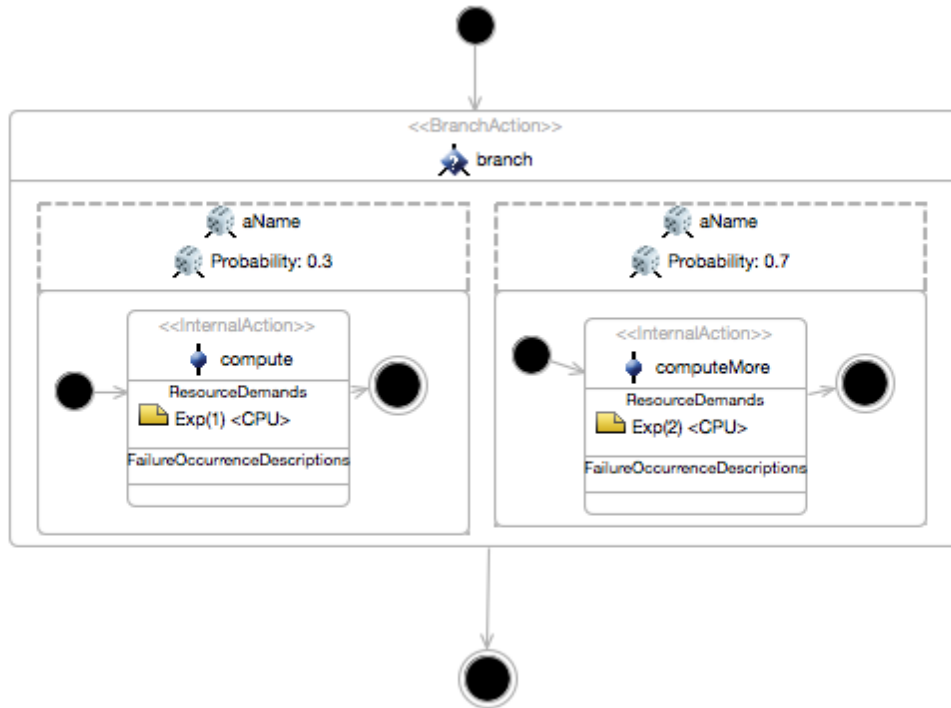 <<BranchAction>>
branch
aName
Probability: 0.3
<<InternalAction>>
compute
ResourceDemands
Exp(1) <CPU>
FailureOccurrenceDescriptions
aName
Probability: 0.7
<<InternalAction>>
computeMore
ResourceDemands
Exp(2) <CPU>
FailureOccurrenceDescriptions